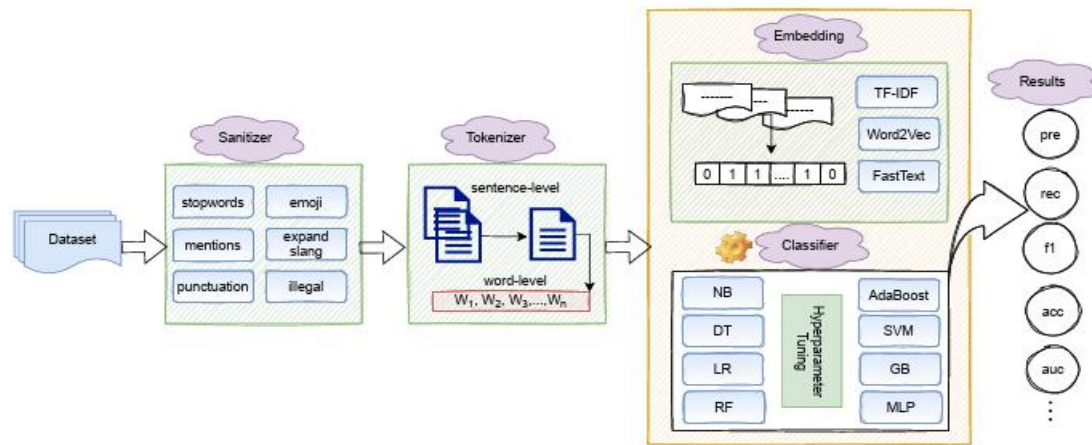 Dataset
Sanitizer
stopwords
emoji
mentions
expand
slang
punctuation
illegal
Tokenizer
sentence-level
word-level
W1, W2, W3,...,Wn
Embedding
--------
....
--------
TF-IDF
Word2Vec
FastText
0 1 1 .... 1 0
Classifier
NB
DT
LR
RF
Hyperparameter
Tuning
AdaBoost
SVM
GB
MLP
Results
pre
rec
f1
acc
auc
⋮